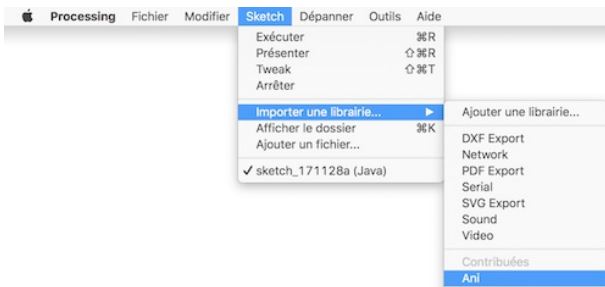 Processing Fichier Modifier Sketch Dépanner Outils Aide
Exécuter ⌘R
Présenter ⇧⌘R
Tweak ⇧⌘T
Arrêter
Importer une librairie... ▶
Afficher le dossier ⌘K
Ajouter un fichier...
✓ sketch_171128a (Java)
Ajouter une librairie...
DXF Export
Network
PDF Export
Serial
SVG Export
Sound
Video
Contribuées
Ani